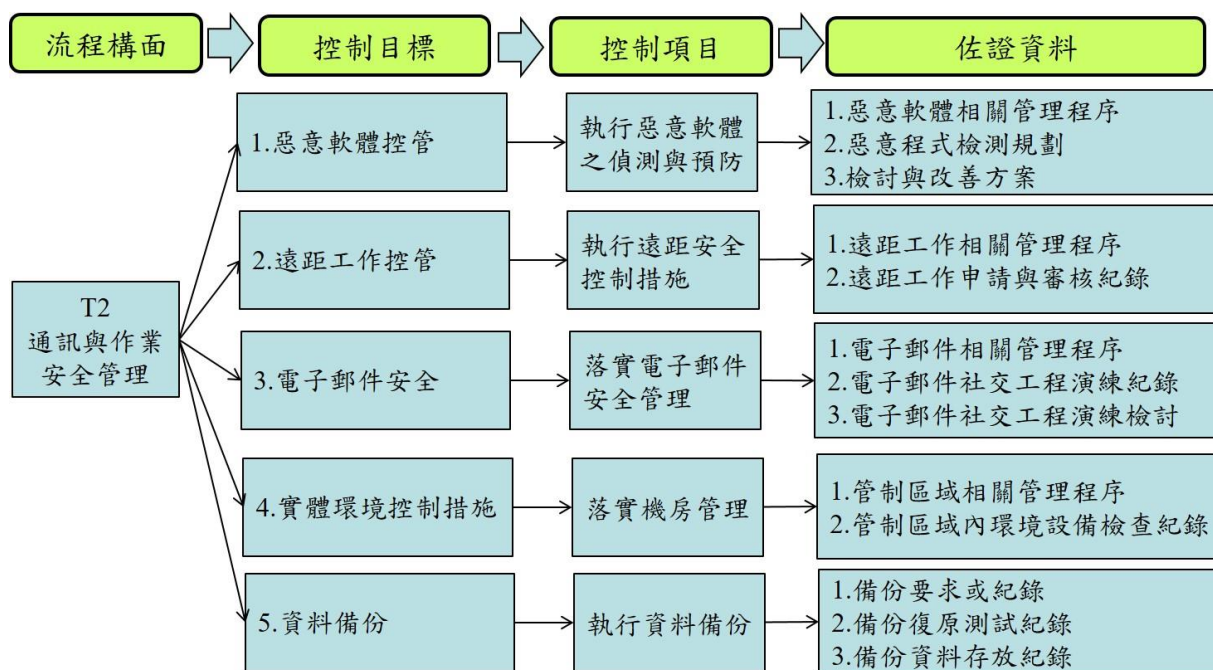 流程構面
控制目標
控制項目
佐證資料
T2
通訊與作業
安全管理
1.惡意軟體控管
執行惡意軟體
之偵測與預防
1.惡意軟體相關管理程序
2.惡意程式檢測規劃
3.檢討與改善方案
2.遠距工作控管
執行遠距安全
控制措施
1.遠距工作相關管理程序
2.遠距工作申請與審核紀錄
3.電子郵件安全
落實電子郵件
安全管理
1.電子郵件相關管理程序
2.電子郵件社交工程演練紀錄
3.電子郵件社交工程演練檢討
4.實體環境控制措施
落實機房管理
1.管制區域相關管理程序
2.管制區域內環境設備檢查紀錄
5.資料備份
執行資料備份
1.備份要求或紀錄
2.備份復原測試紀錄
3.備份資料存放紀錄